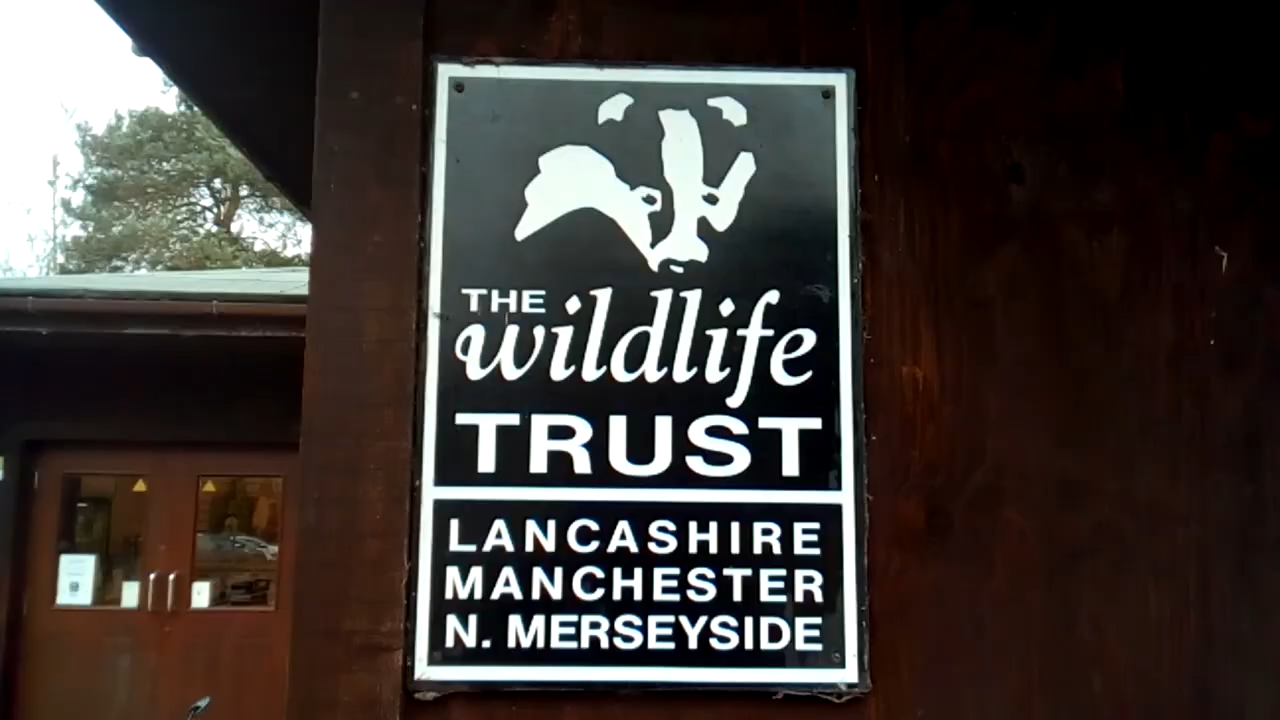 THE
wildlife
TRUST
LANCASHIRE
MANCHESTER
N. MERSEYSIDE